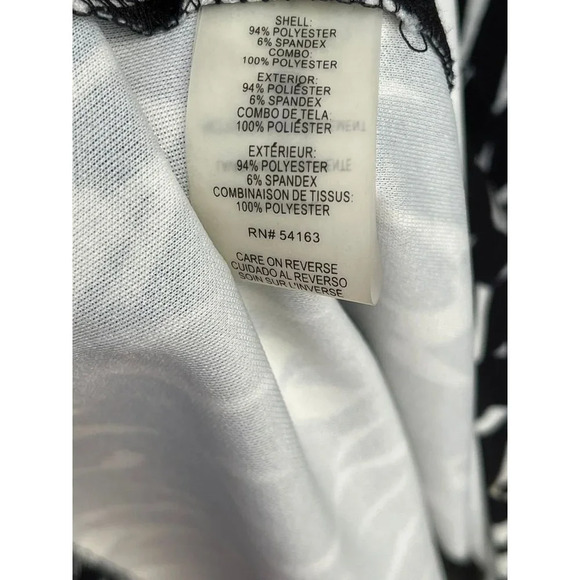 SHELL:
94% POLYESTER
6% SPANDEX
COMBO:
100% POLYESTER
EXTERIOR:
94% POLIÉSTER
6% SPANDEX
COMBO DE TELA:
100% POLIÉSTER
EXTÉRIEUR:
94% POLYESTER
6% SPANDEX
COMBINAISON DE TISSUS:
100% POLYESTER
RN# 54163
CARE ON REVERSE
CUIDADO AL REVERSO
SOIN SUR L'INVERSE